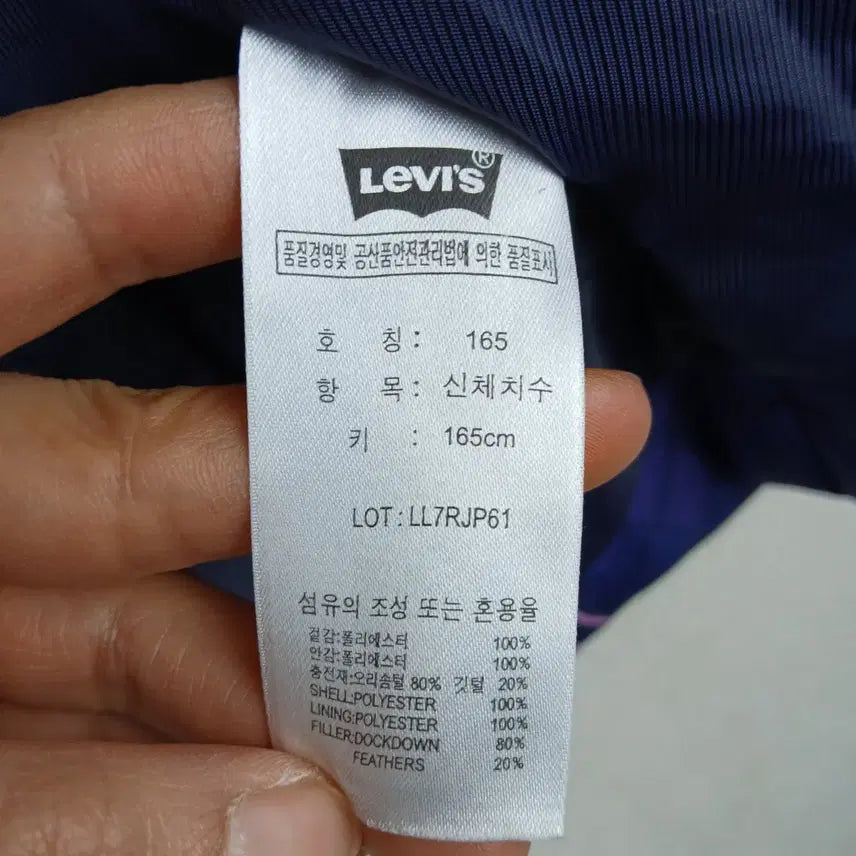 LEVI'S®
품질경영및 공산품안전관리법에 의한 품질표시
호 칭 : 165
항 목 : 신체치수
키 : 165cm
LOT : LL7RJP61
섬유의 조성 또는 혼용율
겉감:폴리에스터 100%
안감:폴리에스터 100%
충전재:오리솜털 80% 깃털 20%
SHELL:POLYESTER 100%
LINING:POLYESTER 100%
FILLER:DOCKDOWN 80%
FEATHERS 20%